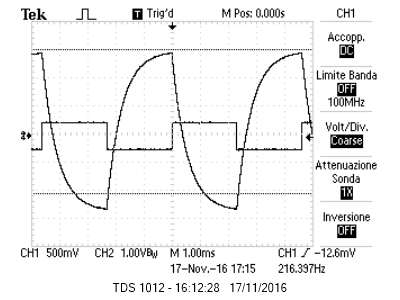 Tek T Trig'd M Pos: 0.000s CH1
Accopp.
DC
Limite Banda
OFF
100MHz
Volt/Div.
Coarse
Attenuazione
Sonda
1X
Inversione
OFF
CH1 500mV CH2 1.00VBW M 1.00ms CH1 -12.6mV
17-Nov.-16 17:15 216.397Hz
TDS 1012 - 16:12:28 17/11/2016